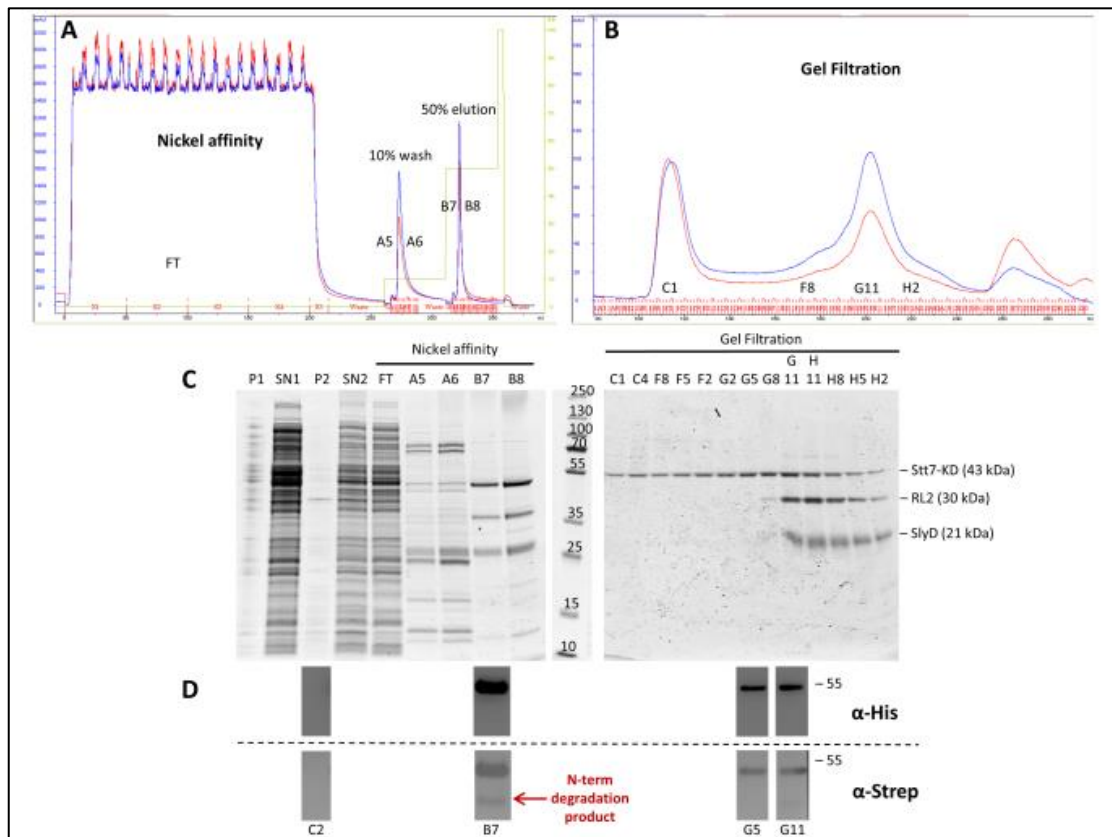 A
Nickel affinity
50% elution
10% wash
B7
B8
A5
A6
FT
B
Gel Filtration
C1
F8
G11
H2
C
Nickel affinity
P1 SN1 P2 SN2 FT A5 A6 B7 B8
250
130
100
70
55
35
25
15
10
Gel Filtration
G H
C1 C4 F8 F5 F2 G2 G5 G8 11 11 H8 H5 H2
Stt7-KD (43 kDa)
RL2 (30 kDa)
SlyD (21 kDa)
D
– 55
α-His
– 55
N-term
degradation
product
α-Strep
C2 B7 G5 G11